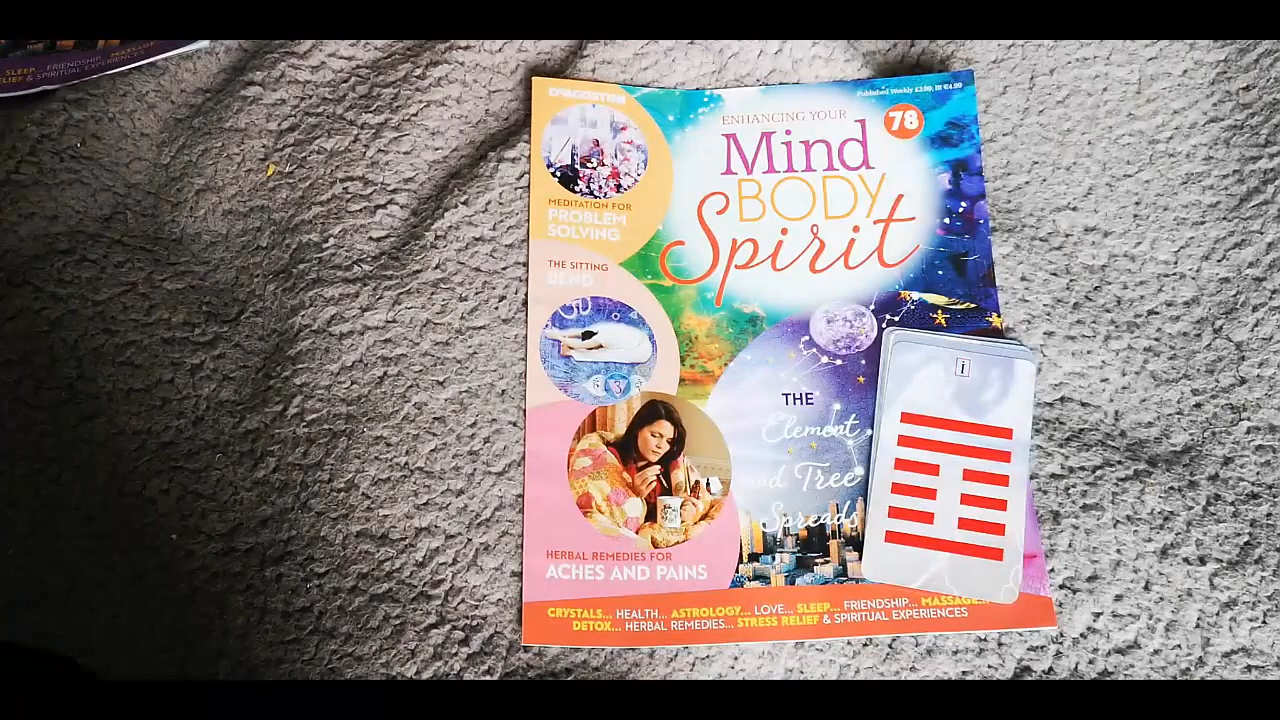 SLEEP... FRIENDSHIP... MASSAGE
RELIEF & SPIRITUAL EXPERIENCES
DeAGOSTINI
Published Weekly £3.99, IR €4.99
ENHANCING YOUR
78
Mind
BODY
Spirit
MEDITATION FOR
PROBLEM
SOLVING
THE SITTING
BEND
i
THE
Element
and Tree
Spreads
HERBAL REMEDIES FOR
ACHES AND PAINS
CRYSTALS... HEALTH... ASTROLOGY... LOVE... SLEEP... FRIENDSHIP... MASSAGE...
DETOX... HERBAL REMEDIES... STRESS RELIEF & SPIRITUAL EXPERIENCES